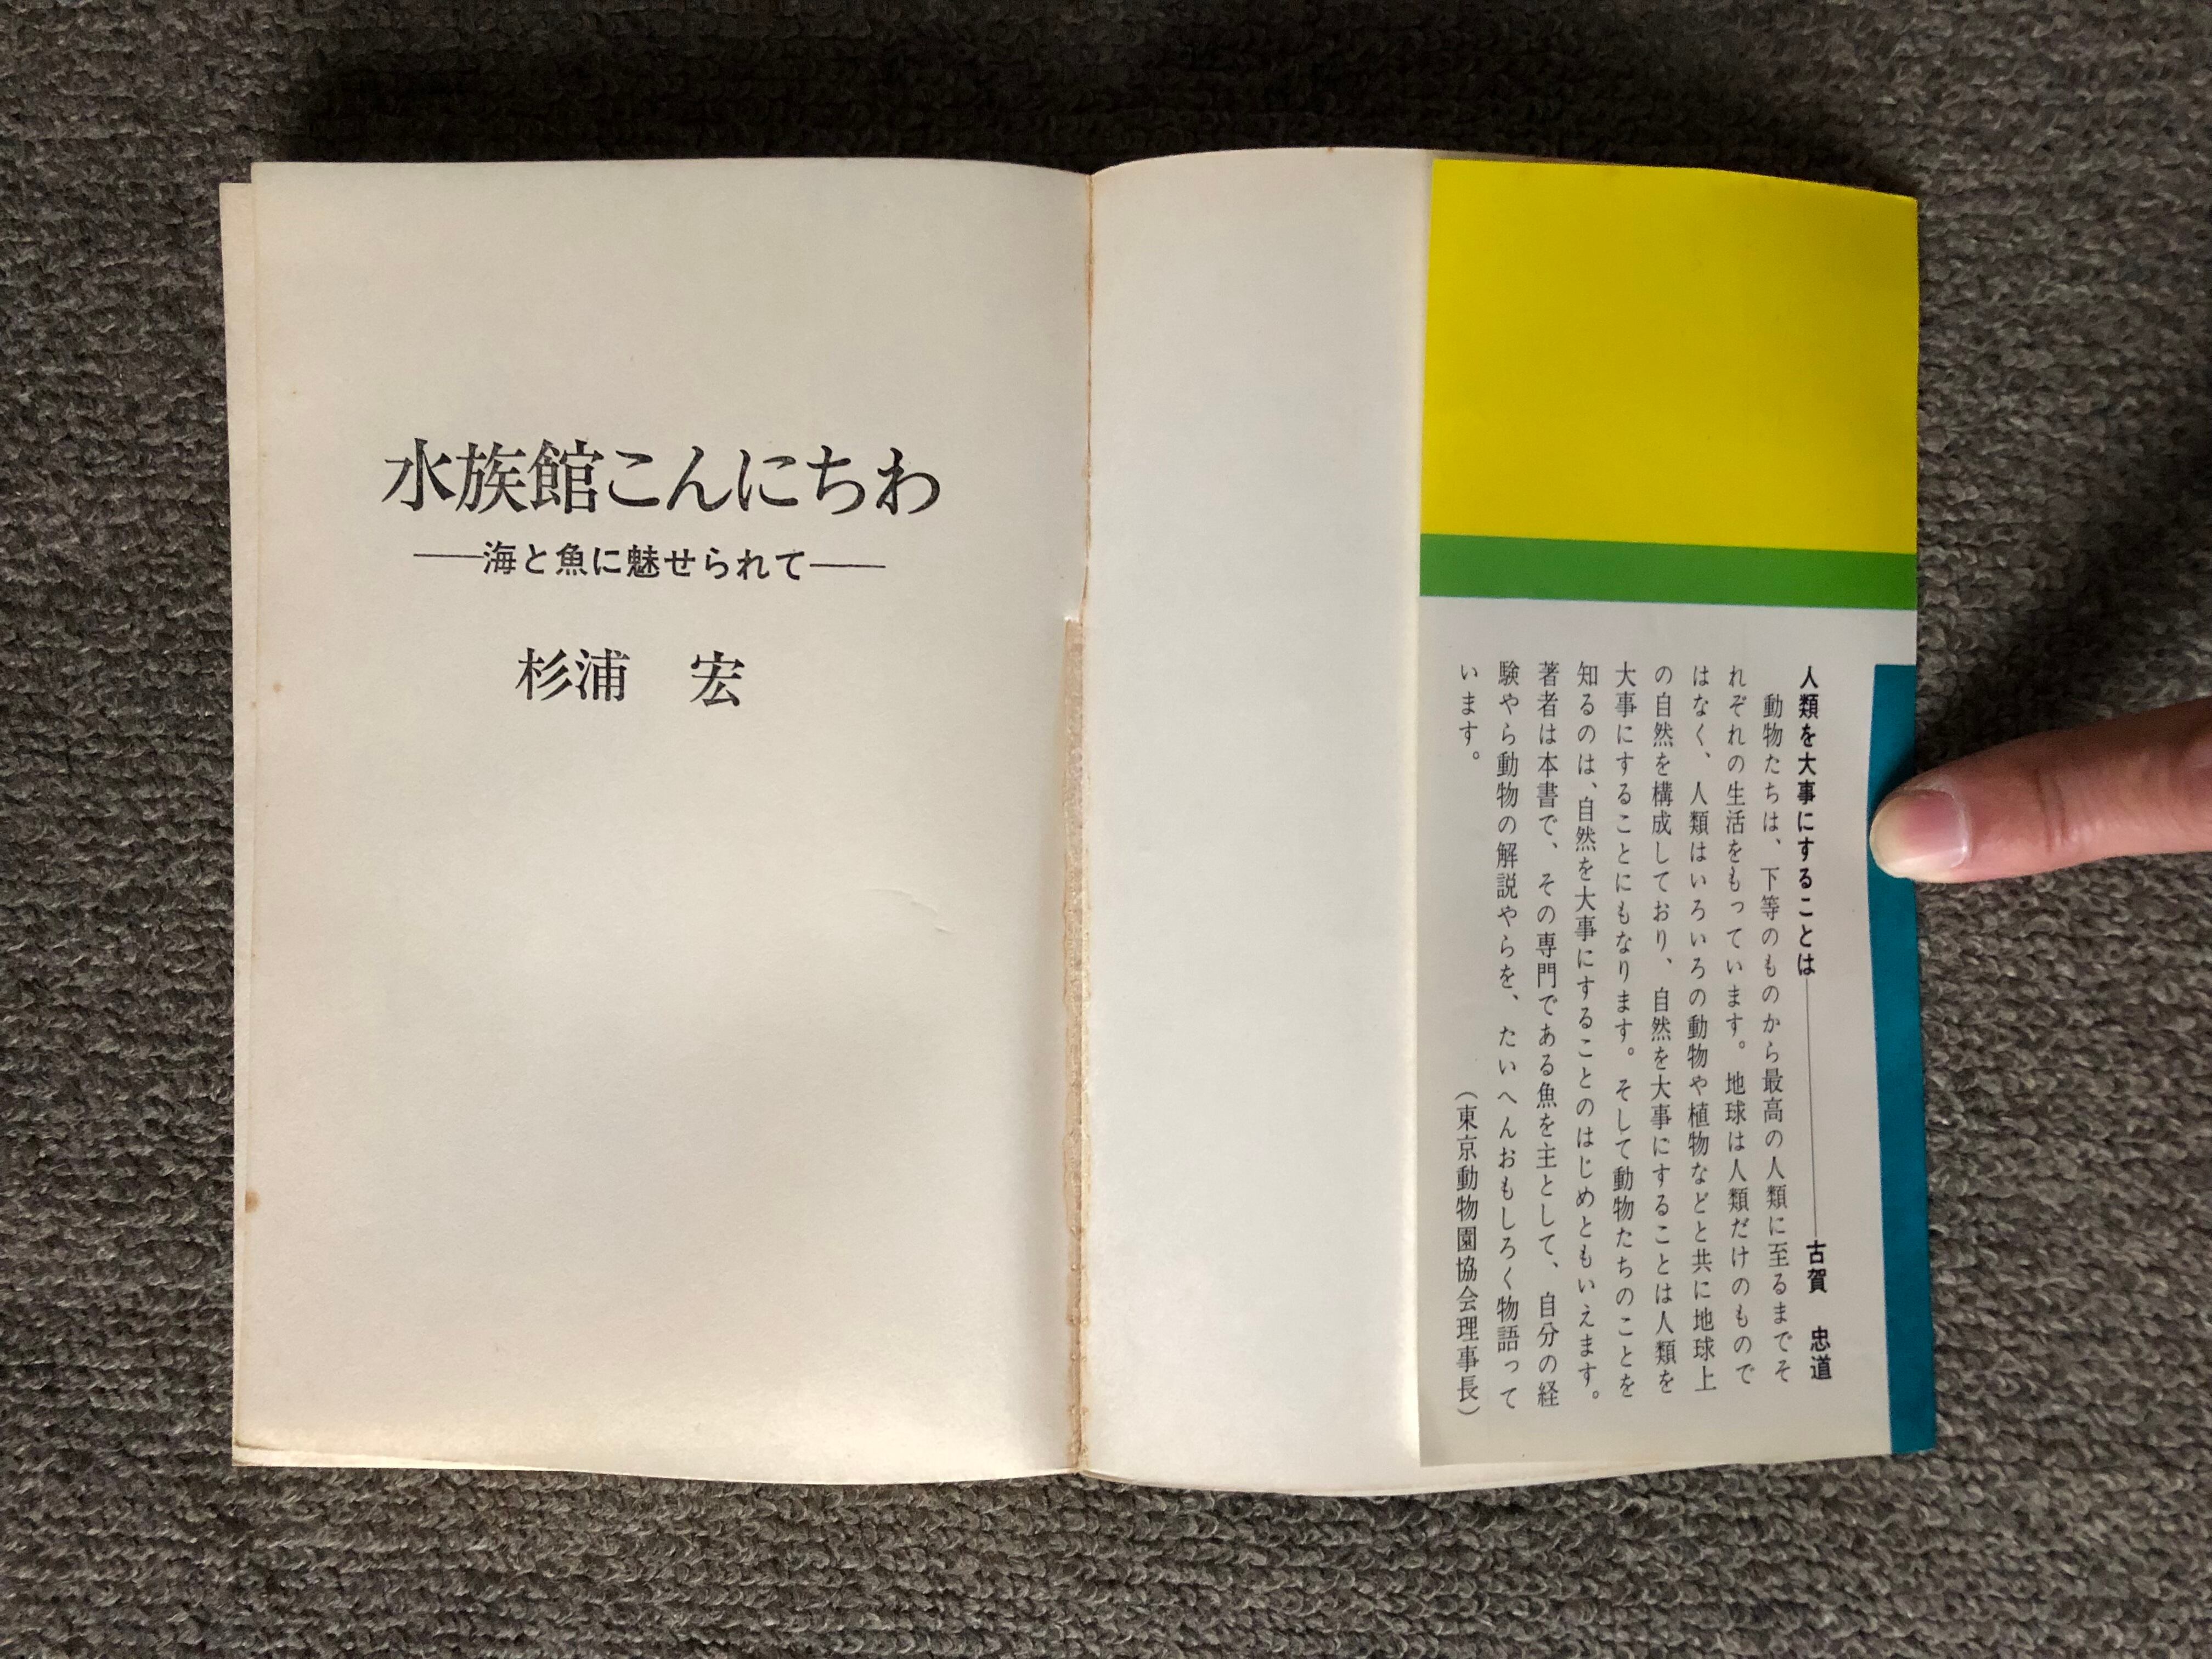 水族館こんにちわ
――海と魚に魅せられて――
杉浦　宏
人類を大事にすることは――――古賀　忠道
　動物たちは、下等のものから最高の人類に至るまでそ
れぞれの生活をもっています。地球は人類だけのもので
はなく、人類はいろいろの動物や植物などと共に地球上
の自然を構成しており、自然を大事にすることは人類を
大事にすることにもなります。そして動物たちのことを
知るのは、自然を大事にすることのはじめともいえます。
著者は本書で、その専門である魚を主として、自分の経
験やら動物の解説やらを、たいへんおもしろく物語って
います。
（東京動物園協会理事長）